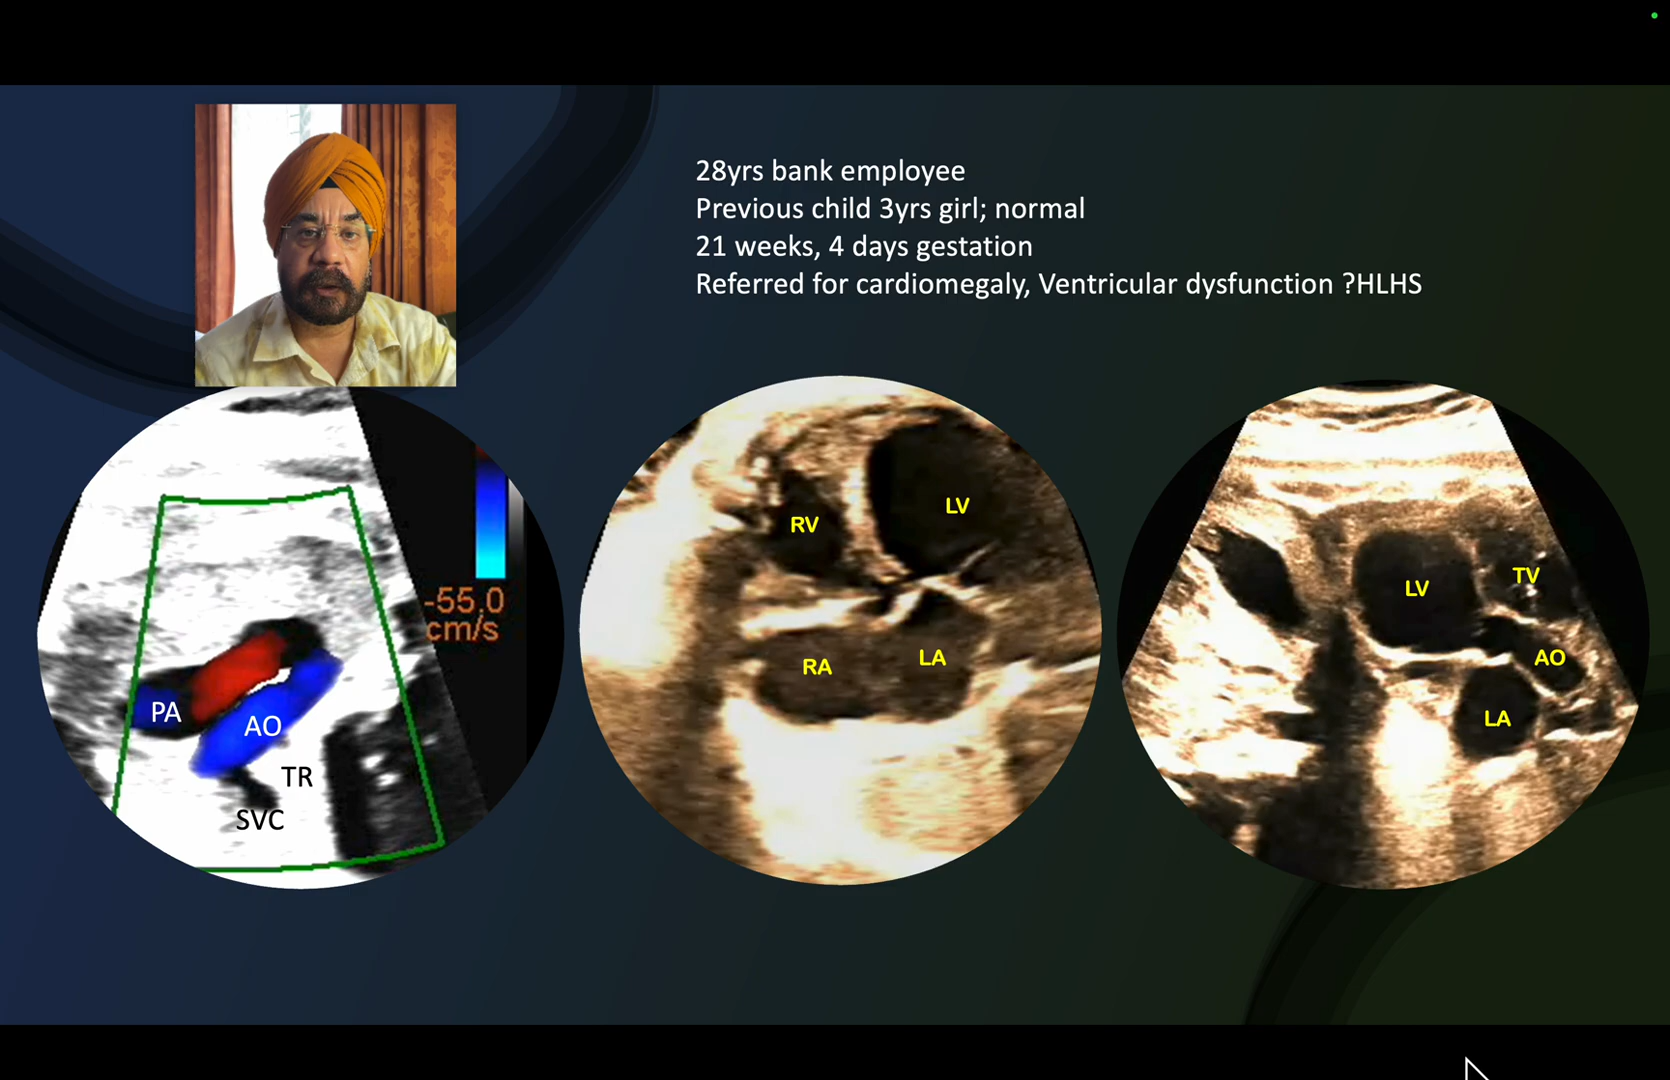 28yrs bank employee
Previous child 3yrs girl; normal
21 weeks, 4 days gestation
Referred for cardiomegaly, Ventricular dysfunction ?HLHS
-55.0
cm/s
PA
AO
TR
SVC
RV
LV
RA
LA
LV
TV
AO
LA